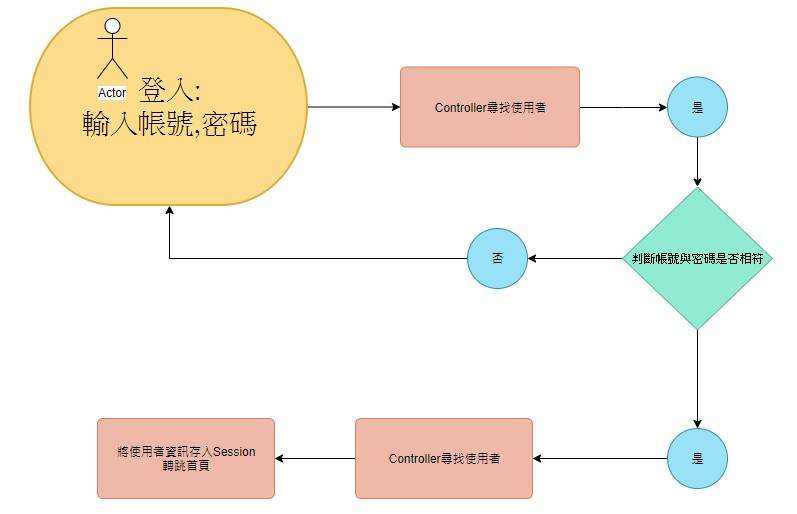 Actor
登入:
輸入帳號,密碼
Controller尋找使用者
是
判斷帳號與密碼是否相符
否
是
Controller尋找使用者
將使用者資訊存入Session
轉跳首頁